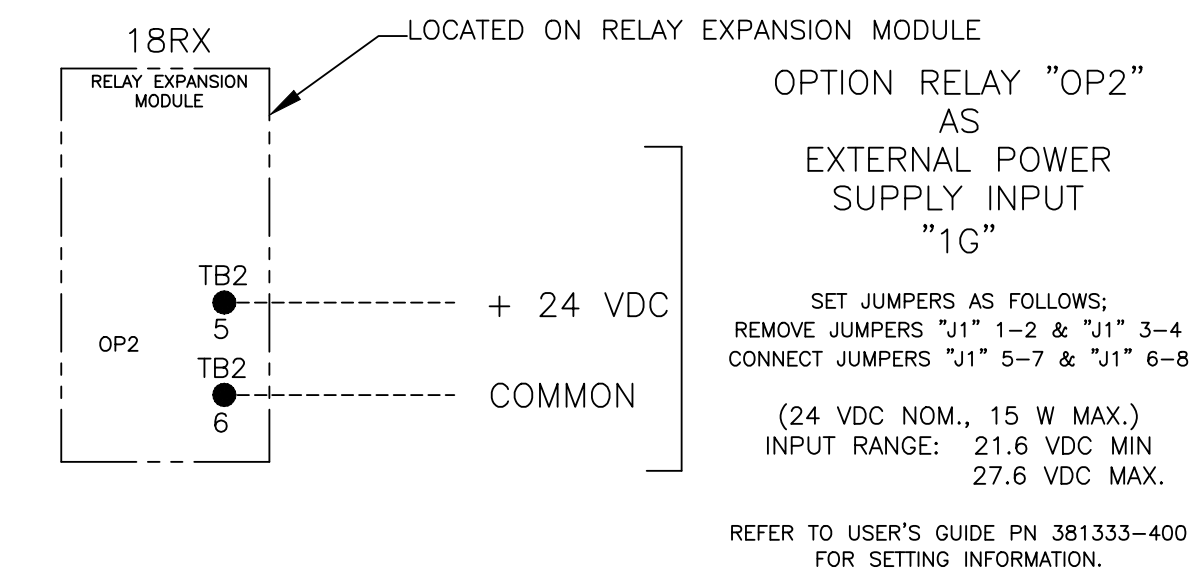 18RX
RELAY EXPANSION
MODULE
LOCATED ON RELAY EXPANSION MODULE
TB2
5
+ 24 VDC
OP2
TB2
6
COMMON
OPTION RELAY "OP2"
AS
EXTERNAL POWER
SUPPLY INPUT
"1G"
SET JUMPERS AS FOLLOWS;
REMOVE JUMPERS "J1" 1-2 & "J1" 3-4
CONNECT JUMPERS "J1" 5-7 & "J1" 6-8
(24 VDC NOM., 15 W MAX.)
INPUT RANGE: 21.6 VDC MIN
27.6 VDC MAX.
REFER TO USER'S GUIDE PN 381333-400
FOR SETTING INFORMATION.